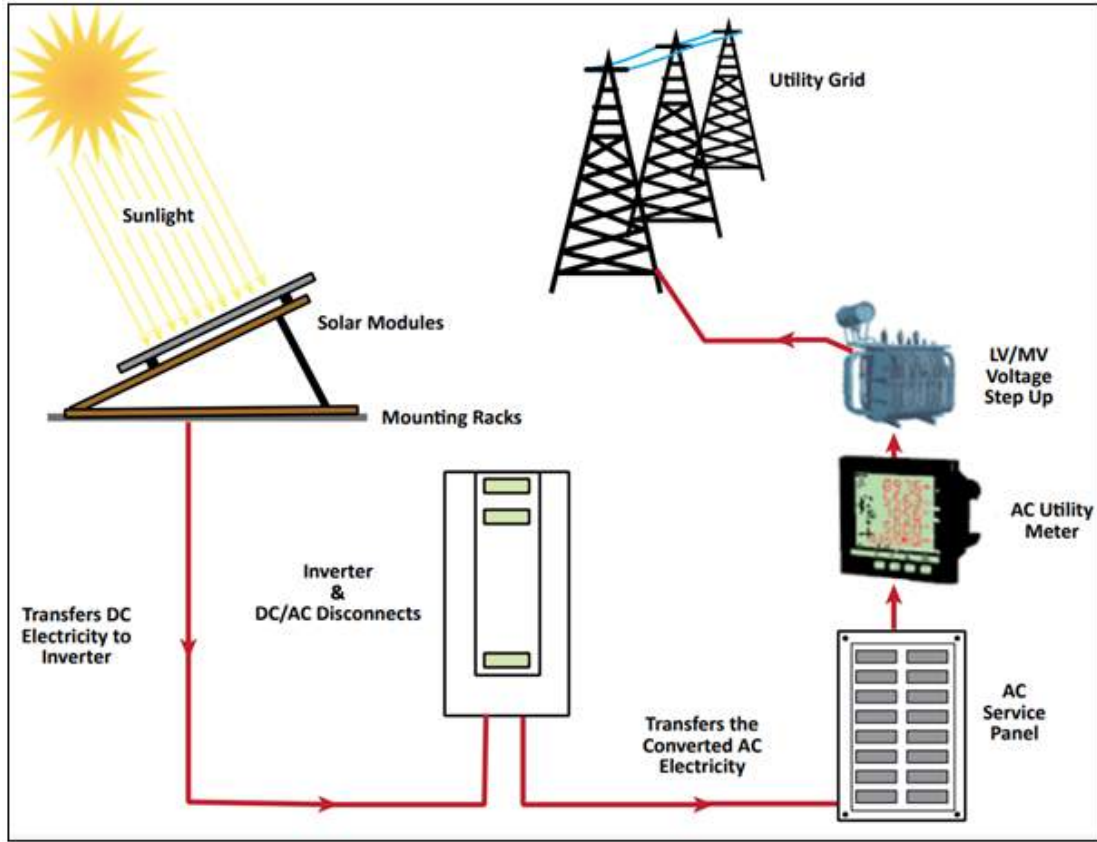 Utility Grid
Sunlight
Solar Modules
LV/MV
Voltage
Step Up
Mounting Racks
AC Utility
Meter
Inverter
&
DC/AC Disconnects
Transfers DC
Electricity to
Inverter
AC
Service
Panel
Transfers the
Converted AC
Electricity